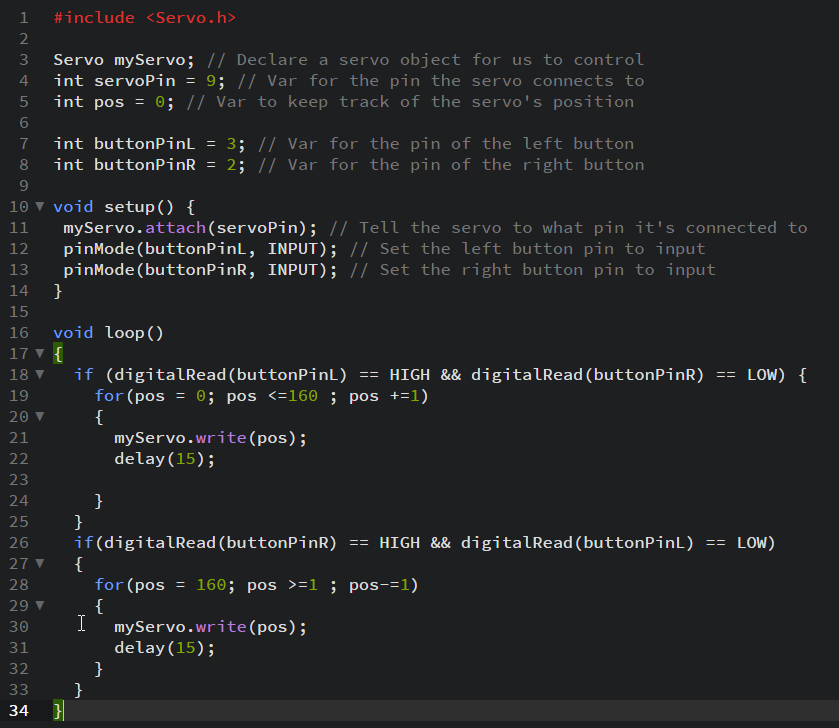 1 #include <Servo.h>
2
3 Servo myServo; // Declare a servo object for us to control
4 int servoPin = 9; // Var for the pin the servo connects to
5 int pos = 0; // Var to keep track of the servo's position
6
7 int buttonPinL = 3; // Var for the pin of the left button
8 int buttonPinR = 2; // Var for the pin of the right button
9
10 void setup() {
11  myServo.attach(servoPin); // Tell the servo to what pin it's connected to
12  pinMode(buttonPinL, INPUT); // Set the left button pin to input
13  pinMode(buttonPinR, INPUT); // Set the right button pin to input
14 }
15
16 void loop()
17 {
18   if (digitalRead(buttonPinL) == HIGH && digitalRead(buttonPinR) == LOW) {
19     for(pos = 0; pos <=160 ; pos +=1)
20     {
21       myServo.write(pos);
22       delay(15);
23
24     }
25   }
26   if(digitalRead(buttonPinR) == HIGH && digitalRead(buttonPinL) == LOW)
27   {
28     for(pos = 160; pos >=1 ; pos-=1)
29     {
30       myServo.write(pos);
31       delay(15);
32     }
33   }
34 }